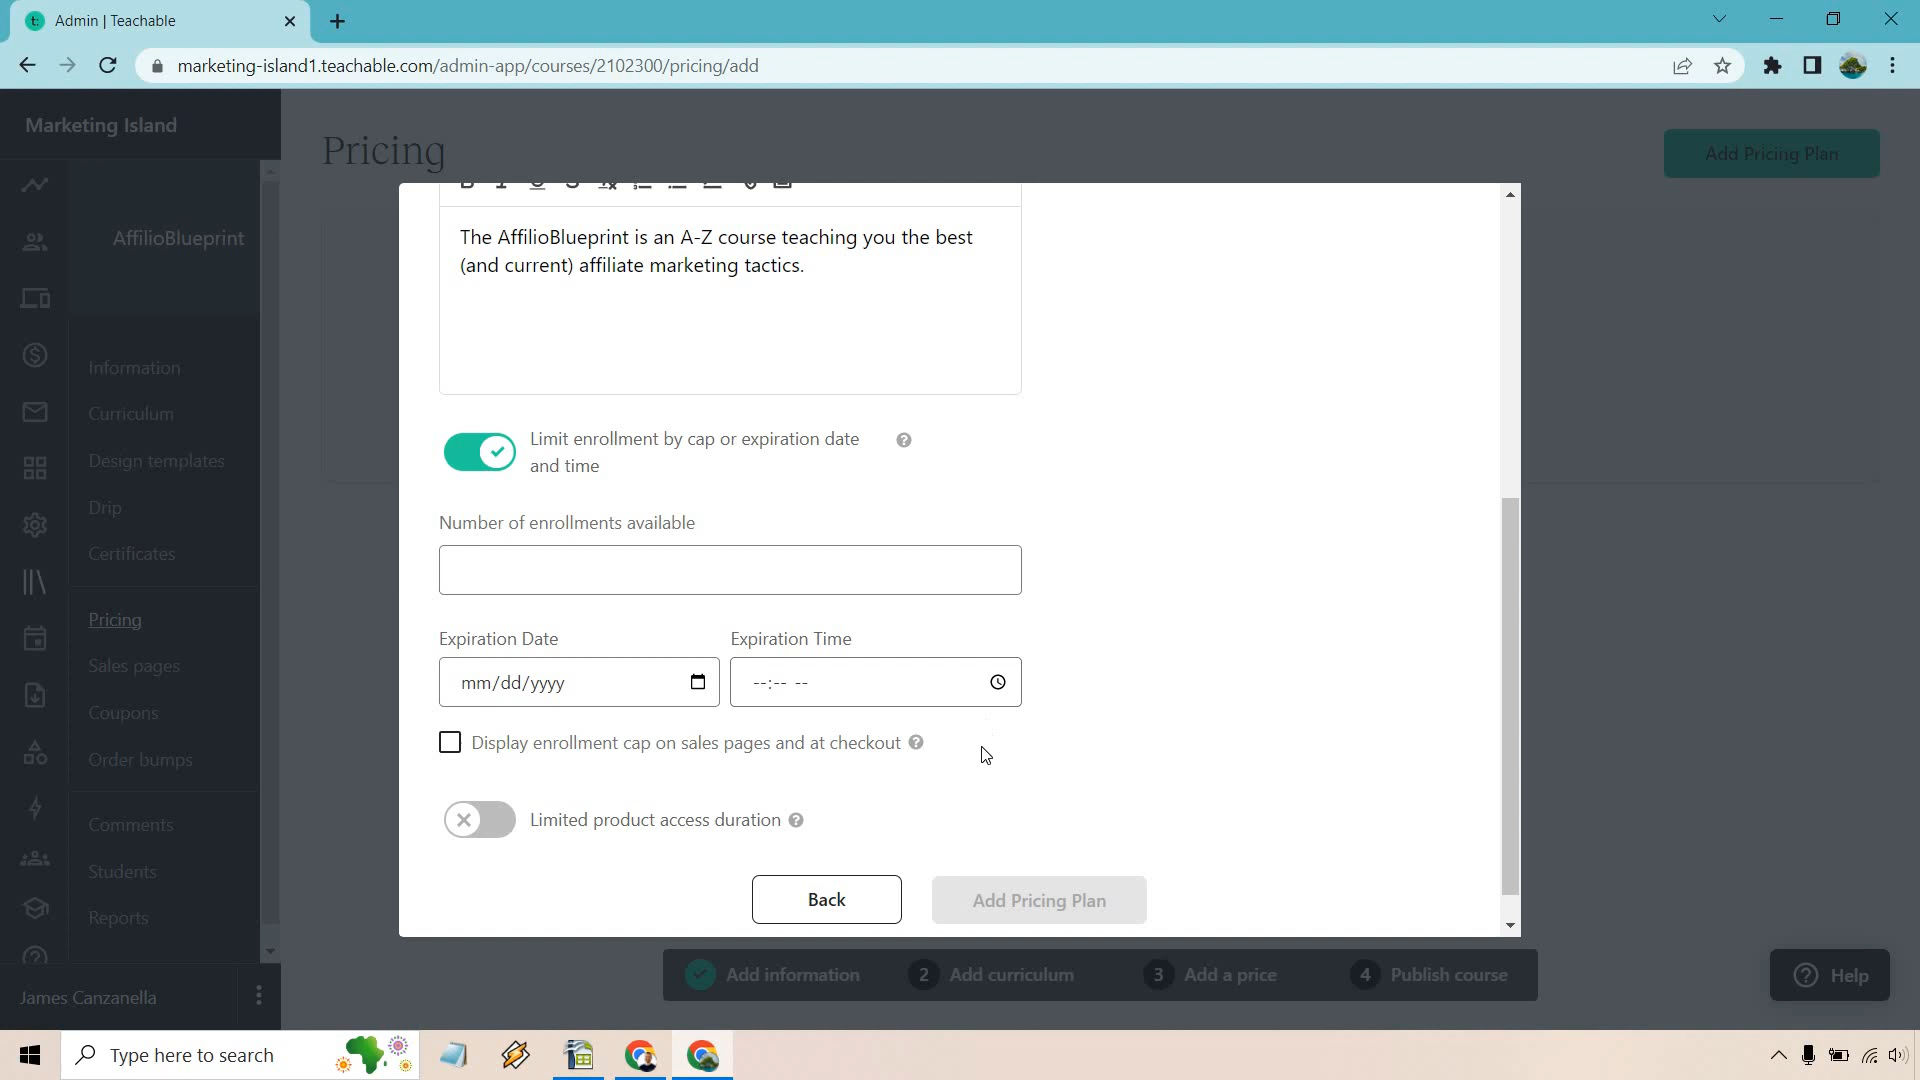 Admin | Teachable
marketing-island1.teachable.com/admin-app/courses/2102300/pricing/add
Marketing Island
Pricing
Add Pricing Plan
AffilioBlueprint
Information
Curriculum
Design templates
Drip
Certificates
Pricing
Sales pages
Coupons
Order bumps
Comments
Students
Reports
James Canzanella
The AffilioBlueprint is an A-Z course teaching you the best
(and current) affiliate marketing tactics.
Limit enrollment by cap or expiration date
and time
Number of enrollments available
Expiration Date Expiration Time
mm/dd/yyyy --:-- --
Display enrollment cap on sales pages and at checkout
Limited product access duration
Back Add Pricing Plan
Add information 2 Add curriculum 3 Add a price 4 Publish course
Help
Type here to search